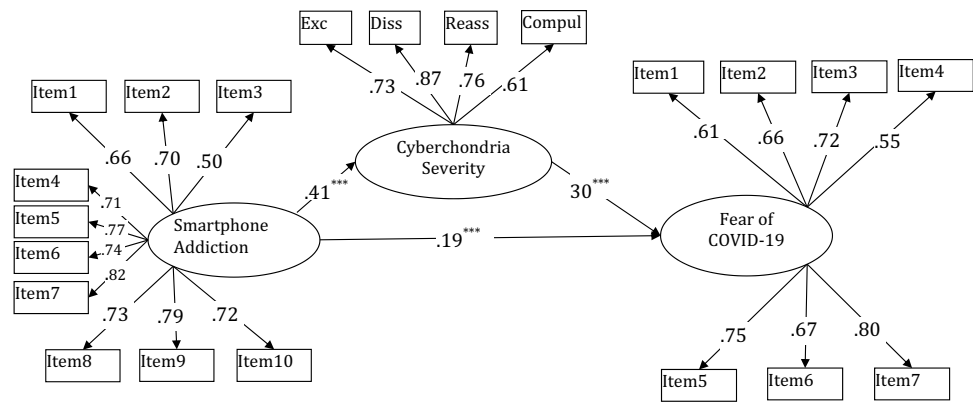 Exc
Diss
Reass
Compul
.73
.87
.76
.61
Cyberchondria
Severity
Item1
Item2
Item3
.66
.70
.50
Item4
Item5
Item6
Item7
.71
.77
.74
.82
Smartphone
Addiction
.73
.79
.72
Item8
Item9
Item10
.41***
30***
.19***
Item1
Item2
Item3
Item4
.61
.66
.72
.55
Fear of
COVID-19
.75
.67
.80
Item5
Item6
Item7